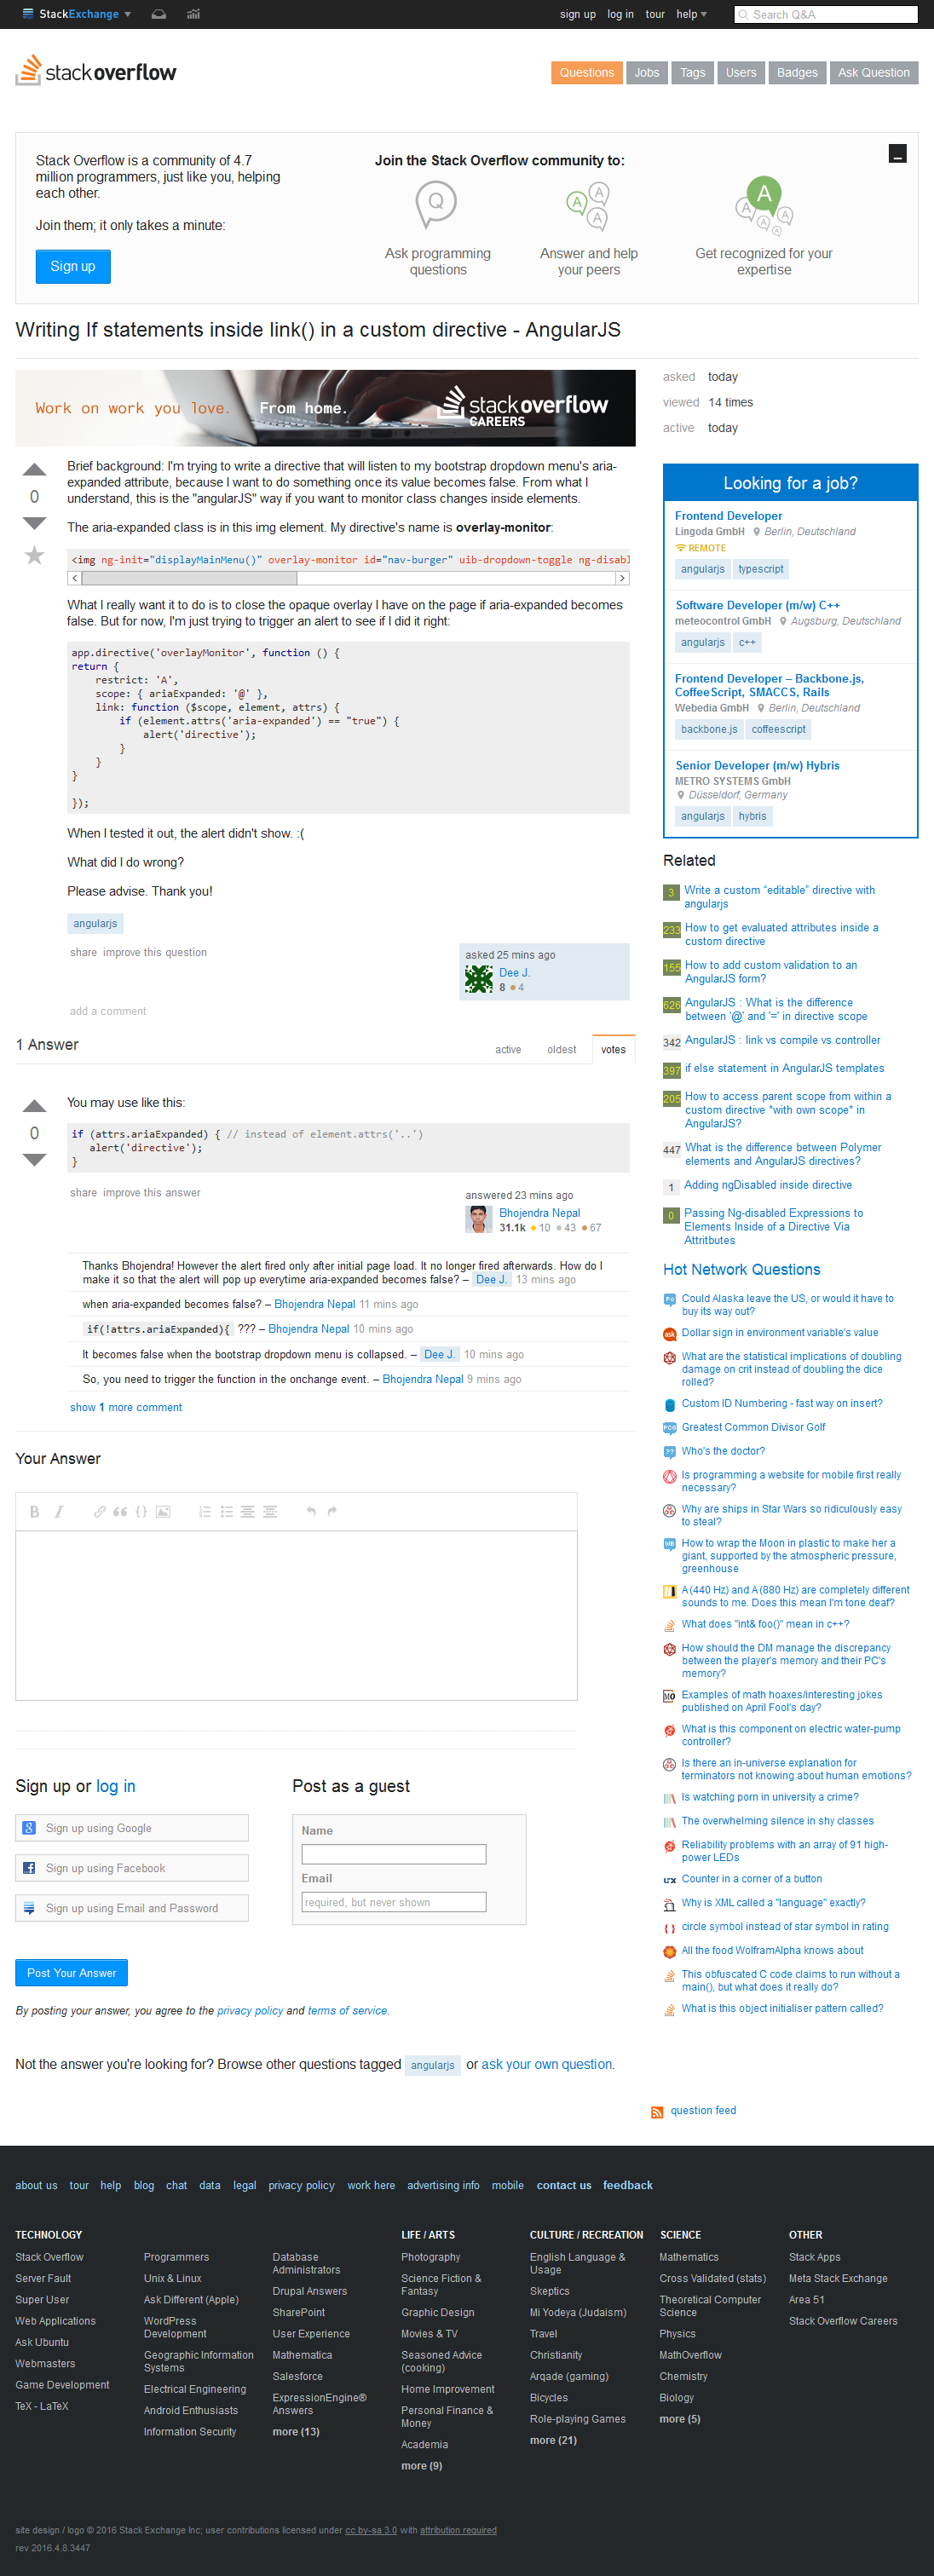 StackExchange
sign up log in tour help Search Q&A
stackoverflow
Questions Jobs Tags Users Badges Ask Question
Stack Overflow is a community of 4.7
million programmers, just like you, helping
each other.
Join them; it only takes a minute:
Sign up
Join the Stack Overflow community to:
Q
Ask programming
questions
A A A
Answer and help
your peers
A A A A A
Get recognized for your
expertise
Writing If statements inside link() in a custom directive - AngularJS
Work on work you love. From home. stackoverflow
CAREERS
0
Brief background: I'm trying to write a directive that will listen to my bootstrap dropdown menu's aria-
expanded attribute, because I want to do something once its value becomes false. From what I
understand, this is the "angularJS" way if you want to monitor class changes inside elements.
The aria-expanded class is in this img element. My directive's name is overlay-monitor:
<img ng-init="displayMainMenu()" overlay-monitor id="nav-burger" uib-dropdown-toggle ng-disabl
What I really want it to do is to close the opaque overlay I have on the page if aria-expanded becomes
false. But for now, I'm just trying to trigger an alert to see if I did it right:
app.directive('overlayMonitor', function () {
return {
restrict: 'A',
scope: { ariaExpanded: '@' },
link: function ($scope, element, attrs) {
if (element.attrs('aria-expanded') == "true") {
alert('directive');
}
}
}
});
When I tested it out, the alert didn't show. :(
What did I do wrong?
Please advise. Thank you!
angularjs
share improve this question
asked 25 mins ago
Dee J.
8 4
add a comment
1 Answer
active oldest votes
0
You may use like this:
if (attrs.ariaExpanded) { // instead of element.attrs('..')
alert('directive');
}
share improve this answer
answered 23 mins ago
Bhojendra Nepal
31.1k 10 43 67
Thanks Bhojendra! However the alert fired only after initial page load. It no longer fired afterwards. How do I
make it so that the alert will pop up everytime aria-expanded becomes false? – Dee J. 13 mins ago
when aria-expanded becomes false? – Bhojendra Nepal 11 mins ago
if(!attrs.ariaExpanded){ ??? – Bhojendra Nepal 10 mins ago
It becomes false when the bootstrap dropdown menu is collapsed. – Dee J. 10 mins ago
So, you need to trigger the function in the onchange event. – Bhojendra Nepal 9 mins ago
show 1 more comment
Your Answer
B I
Sign up or log in
Sign up using Google
Sign up using Facebook
Sign up using Email and Password
Post as a guest
Name
Email
required, but never shown
Post Your Answer
By posting your answer, you agree to the privacy policy and terms of service.
Not the answer you're looking for? Browse other questions tagged angularjs or ask your own question.
asked today
viewed 14 times
active today
Looking for a job?
Frontend Developer
Lingoda GmbH Berlin, Deutschland
REMOTE
angularjs typescript
Software Developer (m/w) C++
meteocontrol GmbH Augsburg, Deutschland
angularjs c++
Frontend Developer – Backbone.js,
CoffeeScript, SMACCS, Rails
Webedia GmbH Berlin, Deutschland
backbone.js coffeescript
Senior Developer (m/w) Hybris
METRO SYSTEMS GmbH
Düsseldorf, Germany
angularjs hybris
Related
3 Write a custom “editable” directive with
angularjs
233 How to get evaluated attributes inside a
custom directive
155 How to add custom validation to an
AngularJS form?
626 AngularJS : What is the difference
between '@' and '=' in directive scope
342 AngularJS : link vs compile vs controller
397 if else statement in AngularJS templates
205 How to access parent scope from within a
custom directive *with own scope* in
AngularJS?
447 What is the difference between Polymer
elements and AngularJS directives?
1 Adding ngDisabled inside directive
0 Passing Ng-disabled Expressions to
Elements Inside of a Directive Via
Attritbutes
Hot Network Questions
Could Alaska leave the US, or would it have to
buy its way out?
Dollar sign in environment variable's value
What are the statistical implications of doubling
damage on crit instead of doubling the dice
rolled?
Custom ID Numbering - fast way on insert?
Greatest Common Divisor Golf
Who's the doctor?
Is programming a website for mobile first really
necessary?
Why are ships in Star Wars so ridiculously easy
to steal?
How to wrap the Moon in plastic to make her a
giant, supported by the atmospheric pressure,
greenhouse
A (440 Hz) and A (880 Hz) are completely different
sounds to me. Does this mean I'm tone deaf?
What does "int& foo()" mean in c++?
How should the DM manage the discrepancy
between the player's memory and their PC's
memory?
Examples of math hoaxes/interesting jokes
published on April Fool's day?
What is this component on electric water-pump
controller?
Is there an in-universe explanation for
terminators not knowing about human emotions?
Is watching porn in university a crime?
The overwhelming silence in shy classes
Reliability problems with an array of 91 high-
power LEDs
Counter in a corner of a button
Why is XML called a "language" exactly?
circle symbol instead of star symbol in rating
All the food WolframAlpha knows about
This obfuscated C code claims to run without a
main(), but what does it really do?
What is this object initialiser pattern called?
question feed
about us tour help blog chat data legal privacy policy work here advertising info mobile contact us feedback
TECHNOLOGY
Stack Overflow
Server Fault
Super User
Web Applications
Ask Ubuntu
Webmasters
Game Development
TeX - LaTeX
Programmers
Unix & Linux
Ask Different (Apple)
WordPress
Development
Geographic Information
Systems
Electrical Engineering
Android Enthusiasts
Information Security
Database
Administrators
Drupal Answers
SharePoint
User Experience
Mathematica
Salesforce
ExpressionEngine®
Answers
more (13)
LIFE / ARTS
Photography
Science Fiction &
Fantasy
Graphic Design
Movies & TV
Seasoned Advice
(cooking)
Home Improvement
Personal Finance &
Money
Academia
more (9)
CULTURE / RECREATION
English Language &
Usage
Skeptics
Mi Yodeya (Judaism)
Travel
Christianity
Arqade (gaming)
Bicycles
Role-playing Games
more (21)
SCIENCE
Mathematics
Cross Validated (stats)
Theoretical Computer
Science
Physics
MathOverflow
Chemistry
Biology
more (5)
OTHER
Stack Apps
Meta Stack Exchange
Area 51
Stack Overflow Careers
site design / logo © 2016 Stack Exchange Inc; user contributions licensed under cc by-sa 3.0 with attribution required
rev 2016.4.8.3447